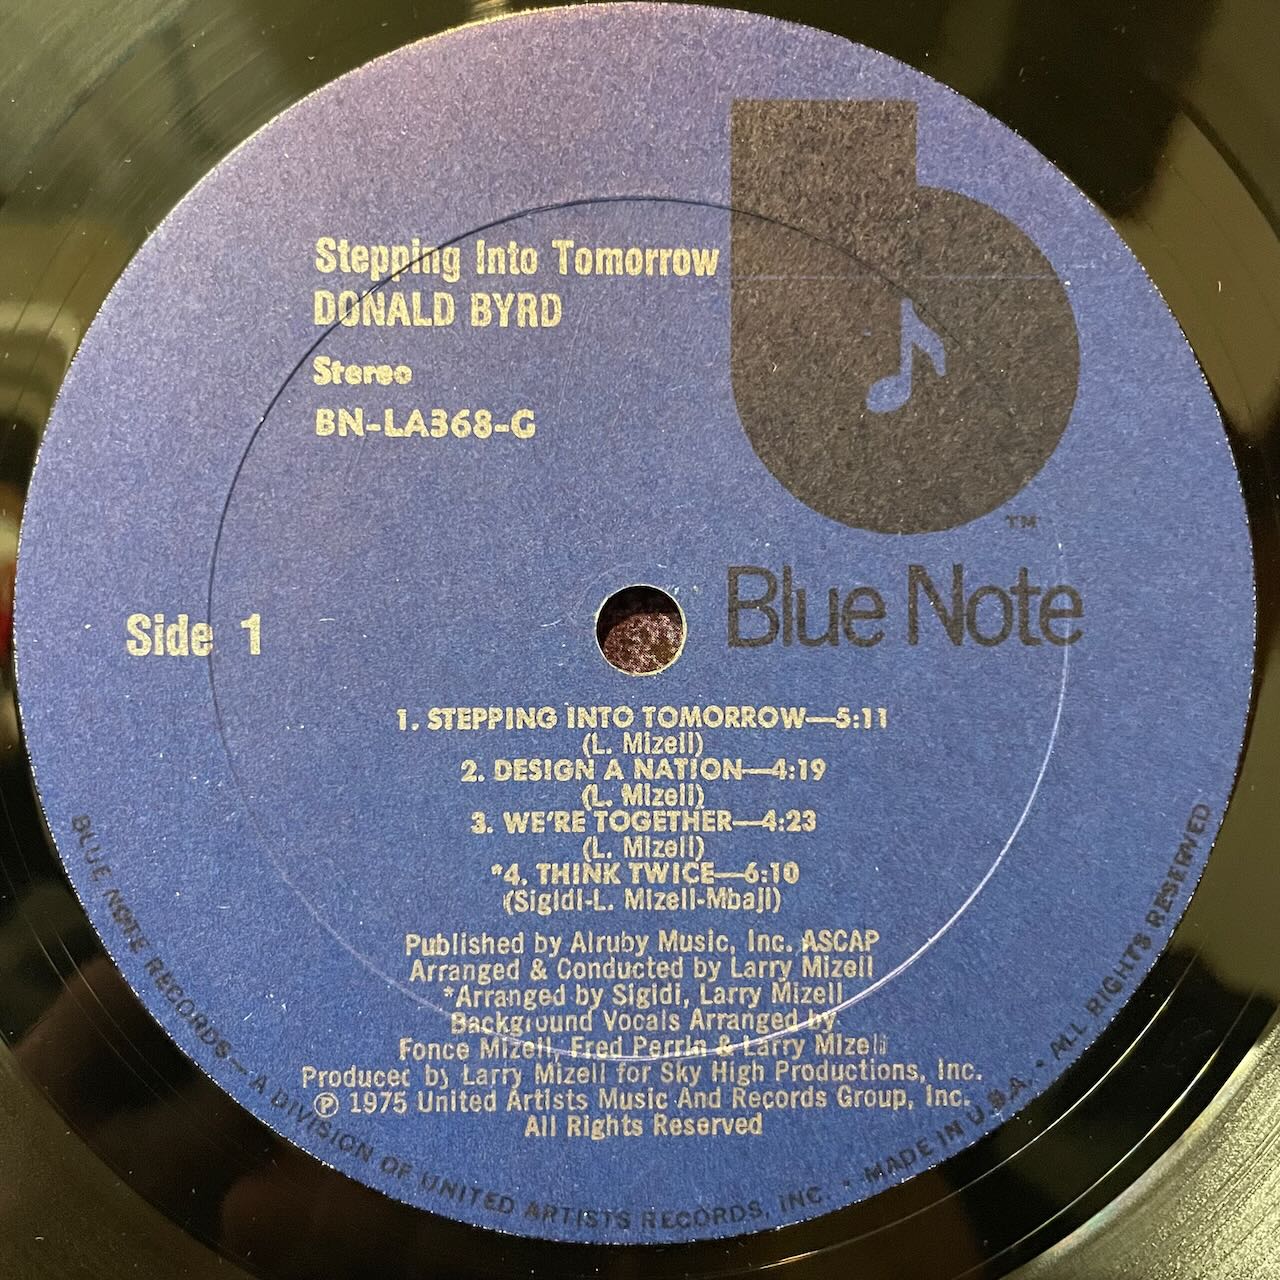 Stepping Into Tomorrow
DONALD BYRD
Stereo
BN-LA368-G
TM
Blue Note
Side 1
1. STEPPING INTO TOMORROW—5:11
(L. Mizell)
2. DESIGN A NATION—4:19
(L. Mizell)
3. WE'RE TOGETHER—4:23
(L. Mizell)
*4. THINK TWICE—6:10
(Sigidi-L. Mizell-Mbaji)
Published by Alruby Music, Inc. ASCAP
Arranged & Conducted by Larry Mizell
*Arranged by Sigidi, Larry Mizell
Background Vocals Arranged by:
Fonce Mizell, Fred Perrin & Larry Mizell
Produced by Larry Mizell for Sky High Productions, Inc.
Ⓟ 1975 United Artists Music And Records Group, Inc.
All Rights Reserved
BLUE NOTE RECORDS—A DIVISION OF UNITED ARTISTS RECORDS, INC. • MADE IN U.S.A. • ALL RIGHTS RESERVED